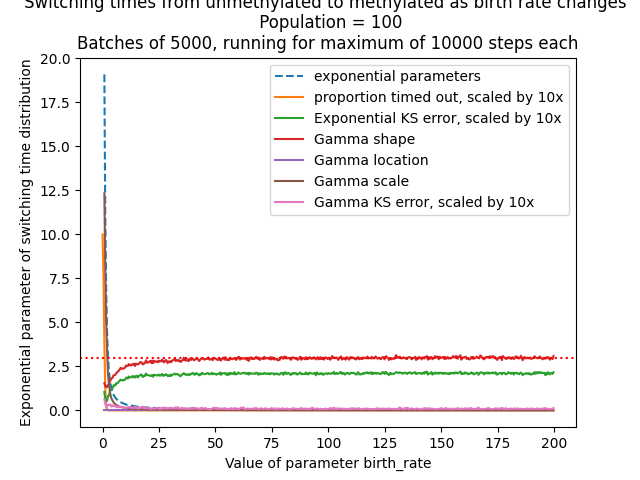 Switching times from unmethylated to methylated as birth rate changes
Population = 100
Batches of 5000, running for maximum of 10000 steps each
Exponential parameter of switching time distribution
20.0
17.5
15.0
12.5
10.0
7.5
5.0
2.5
0.0
exponential parameters
proportion timed out, scaled by 10x
Exponential KS error, scaled by 10x
Gamma shape
Gamma location
Gamma scale
Gamma KS error, scaled by 10x
0 25 50 75 100 125 150 175 200
Value of parameter birth_rate